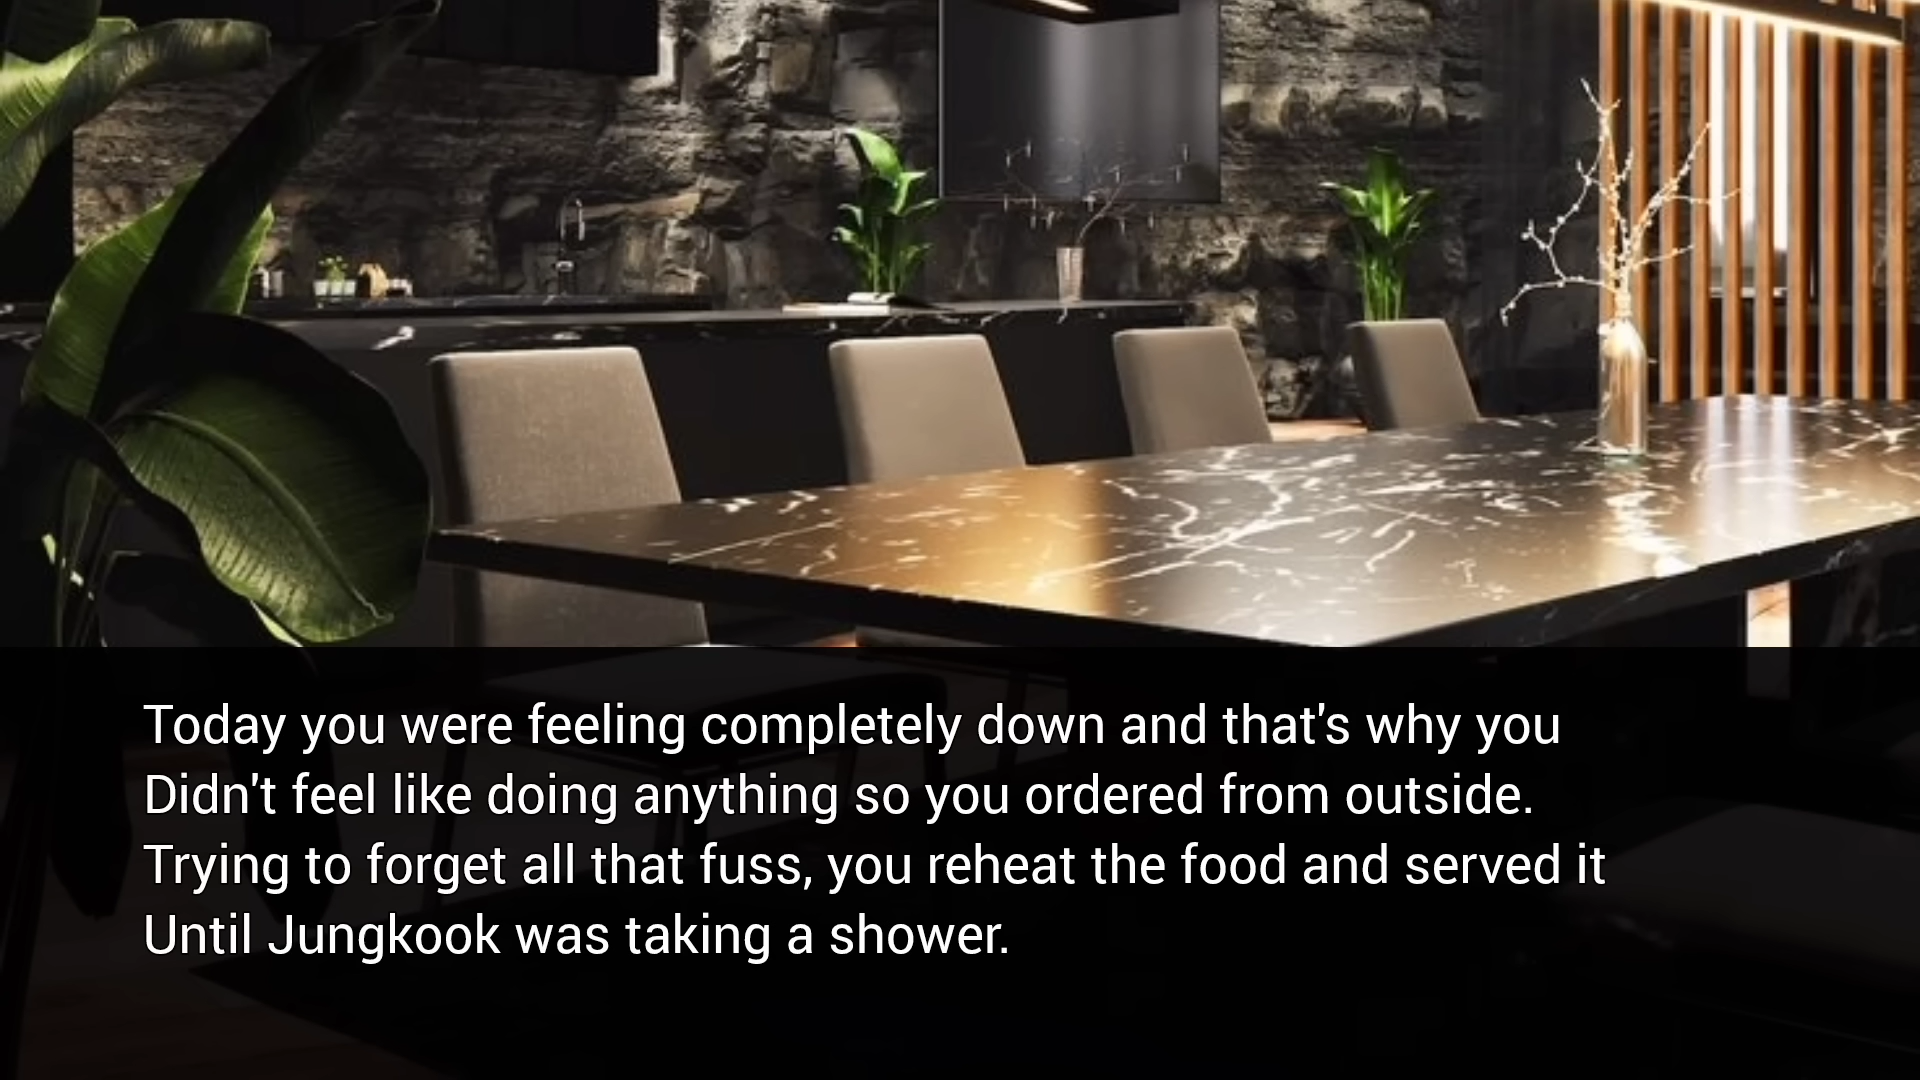 Today you were feeling completely down and that's why you
Didn't feel like doing anything so you ordered from outside.
Trying to forget all that fuss, you reheat the food and served it
Until Jungkook was taking a shower.